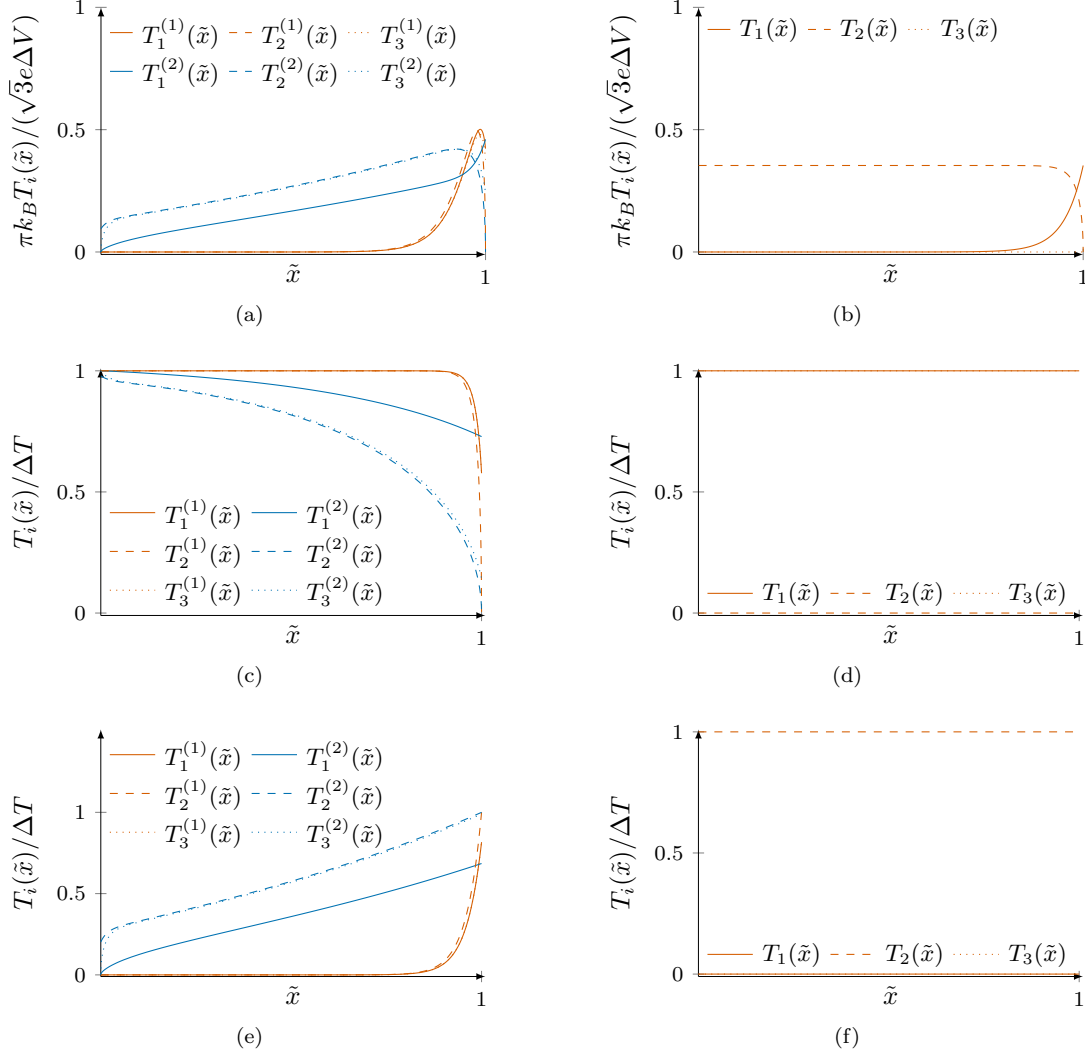 πk_B T_i(x̃)/(√3eΔV)
1
0.5
0
T_1^(1)(x̃) T_2^(1)(x̃) T_3^(1)(x̃)
T_1^(2)(x̃) T_2^(2)(x̃) T_3^(2)(x̃)
x̃
1
(a)
πk_B T_i(x̃)/(√3eΔV)
1
0.5
0
T_1(x̃) T_2(x̃) T_3(x̃)
x̃
1
(b)
T_i(x̃)/ΔT
1
0.5
0
T_1^(1)(x̃) T_1^(2)(x̃)
T_2^(1)(x̃) T_2^(2)(x̃)
T_3^(1)(x̃) T_3^(2)(x̃)
x̃
1
(c)
T_i(x̃)/ΔT
1
0.5
0
T_1(x̃) T_2(x̃) T_3(x̃)
x̃
1
(d)
T_i(x̃)/ΔT
1
0.5
0
T_1^(1)(x̃) T_1^(2)(x̃)
T_2^(1)(x̃) T_2^(2)(x̃)
T_3^(1)(x̃) T_3^(2)(x̃)
x̃
1
(e)
T_i(x̃)/ΔT
1
0.5
0
T_1(x̃) T_2(x̃) T_3(x̃)
x̃
1
(f)